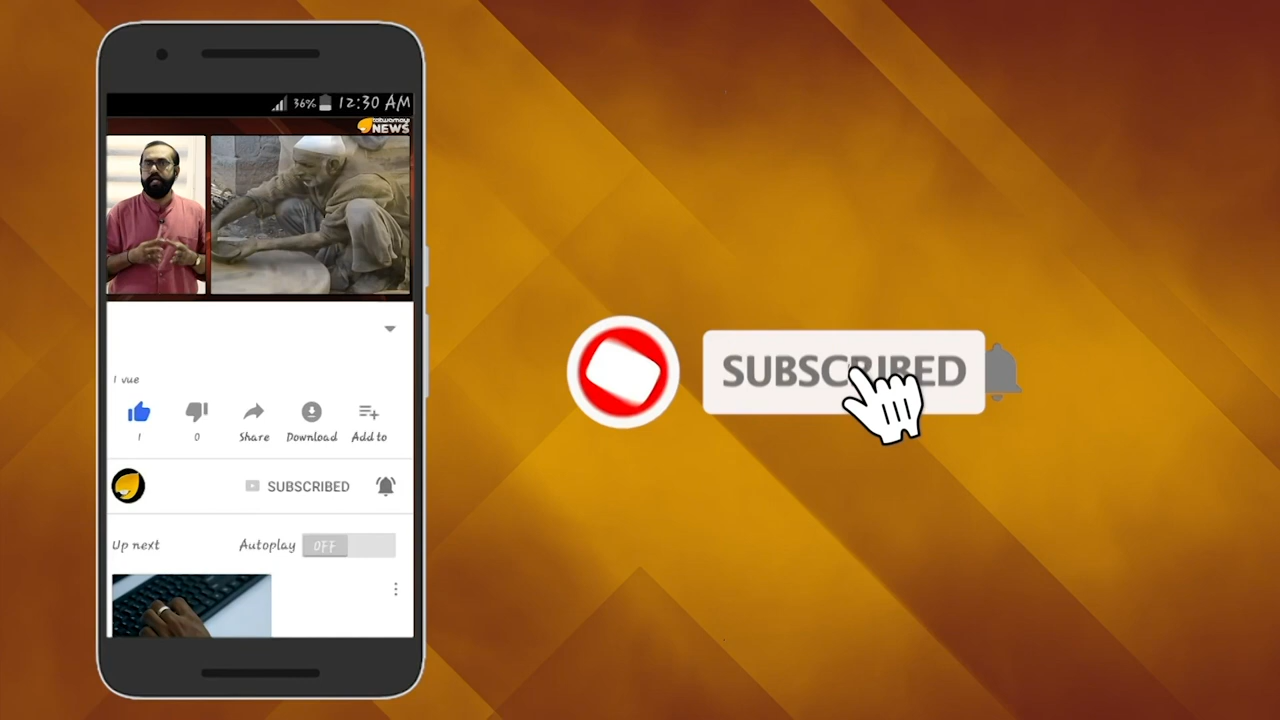 36% 12:30 AM
tatwamayi
NEWS
1 vue
1 0 Share Download Add to
SUBSCRIBED
Up next Autoplay OFF
SUBSCRIBED